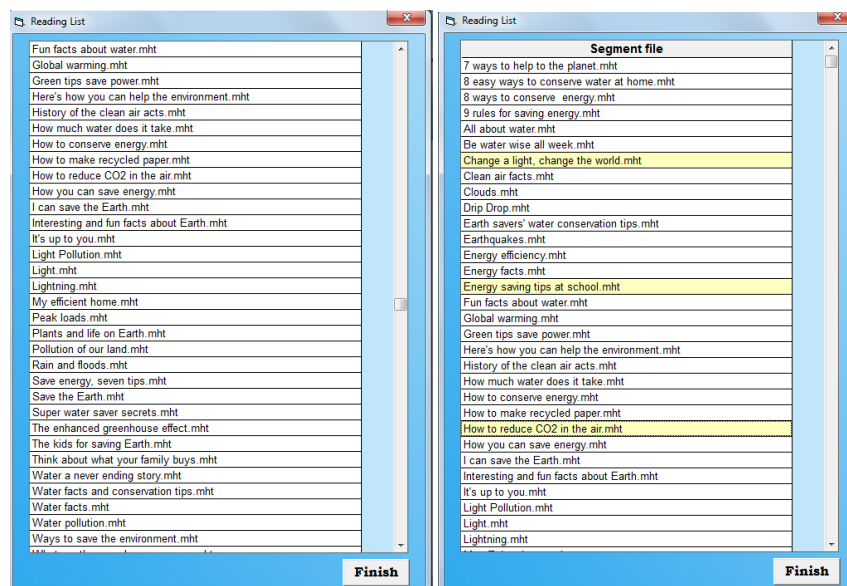 Reading List
Fun facts about water.mht
Global warming.mht
Green tips save power.mht
Here's how you can help the environment.mht
History of the clean air acts.mht
How much water does it take.mht
How to conserve energy.mht
How to make recycled paper.mht
How to reduce CO2 in the air.mht
How you can save energy.mht
I can save the Earth.mht
Interesting and fun facts about Earth.mht
It's up to you.mht
Light Pollution.mht
Light.mht
Lightning.mht
My efficient home.mht
Peak loads.mht
Plants and life on Earth.mht
Pollution of our land.mht
Rain and floods.mht
Save energy, seven tips.mht
Save the Earth.mht
Super water saver secrets.mht
The enhanced greenhouse effect.mht
The kids for saving Earth.mht
Think about what your family buys.mht
Water a never ending story.mht
Water facts and conservation tips.mht
Water facts.mht
Water pollution.mht
Ways to save the environment.mht
Finish
Reading List
Segment file
7 ways to help to the planet.mht
8 easy ways to conserve water at home.mht
8 ways to conserve  energy.mht
9 rules for saving energy.mht
All about water.mht
Be water wise all week.mht
Change a light, change the world.mht
Clean air facts.mht
Clouds.mht
Drip Drop.mht
Earth savers' water conservation tips.mht
Earthquakes.mht
Energy efficiency.mht
Energy facts.mht
Energy saving tips at school.mht
Fun facts about water.mht
Global warming.mht
Green tips save power.mht
Here's how you can help the environment.mht
History of the clean air acts.mht
How much water does it take.mht
How to conserve energy.mht
How to make recycled paper.mht
How to reduce CO2 in the air.mht
How you can save energy.mht
I can save the Earth.mht
Interesting and fun facts about Earth.mht
It's up to you.mht
Light Pollution.mht
Light.mht
Lightning.mht
Finish